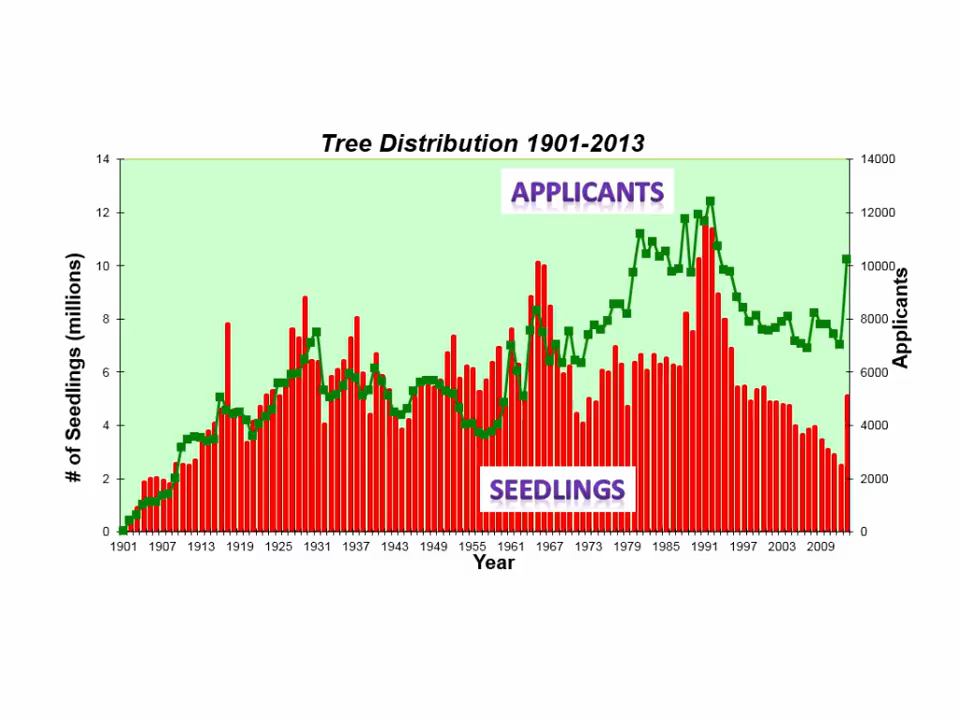 Tree Distribution 1901-2013
APPLICANTS
SEEDLINGS
# of Seedlings (millions)
14
12
10
8
6
4
2
0
Applicants
14000
12000
10000
8000
6000
4000
2000
0
1901 1907 1913 1919 1925 1931 1937 1943 1949 1955 1961 1967 1973 1979 1985 1991 1997 2003 2009
Year